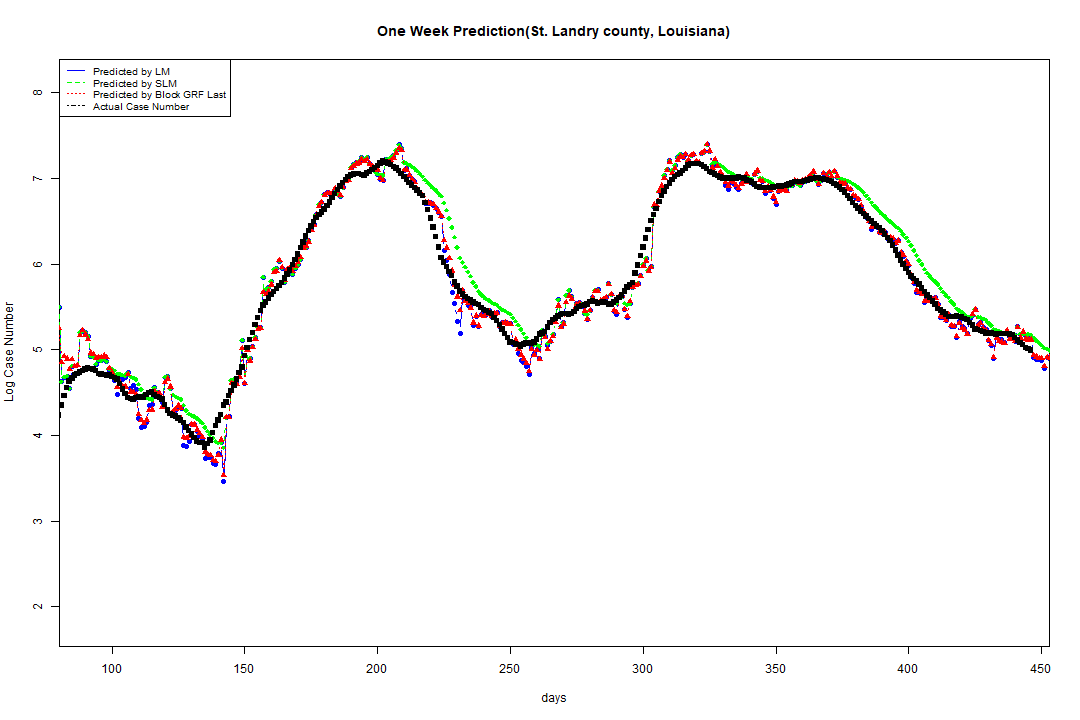 One Week Prediction(St. Landry county, Louisiana)
Predicted by LM
Predicted by SLM
Predicted by Block GRF Last
Actual Case Number
8
7
6
5
4
3
2
Log Case Number
100 150 200 250 300 350 400 450
days